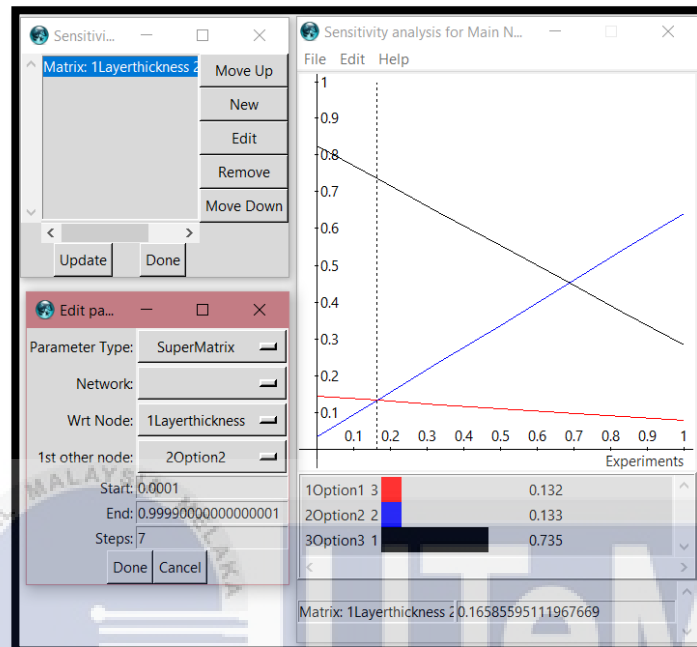 Sensitivi...
Matrix: 1Layerthickness 2
Move Up
New
Edit
Remove
Move Down
Update Done
Edit pa...
Parameter Type: SuperMatrix
Network:
Wrt Node: 1Layerthickness
1st other node: 2Option2
Start: 0.0001
End: 0.99990000000000001
Steps: 7
Done Cancel
Sensitivity analysis for Main N...
File Edit Help
1
0.9
0.8
0.7
0.6
0.5
0.4
0.3
0.2
0.1
0.1 0.2 0.3 0.4 0.5 0.6 0.7 0.8 0.9 1
Experiments
1Option1 3 0.132
2Option2 2 0.133
3Option3 1 0.735
Matrix: 1Layerthickness 2 0.16585595111967669
MALAYSIA MELAKA
UTeM